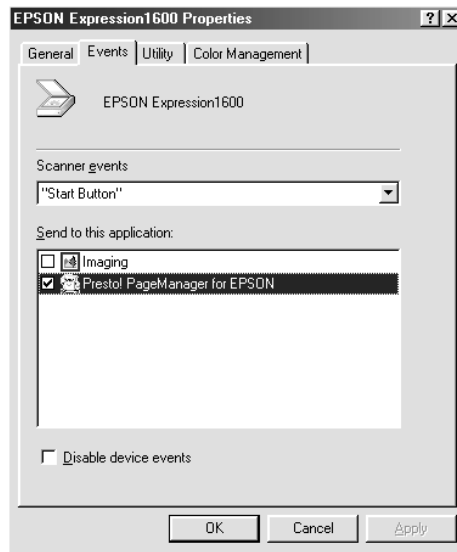 EPSON Expression1600 Properties
General Events Utility Color Management
EPSON Expression1600
Scanner events
"Start Button"
Send to this application:
Imaging
Presto! PageManager for EPSON
Disable device events
OK Cancel Apply